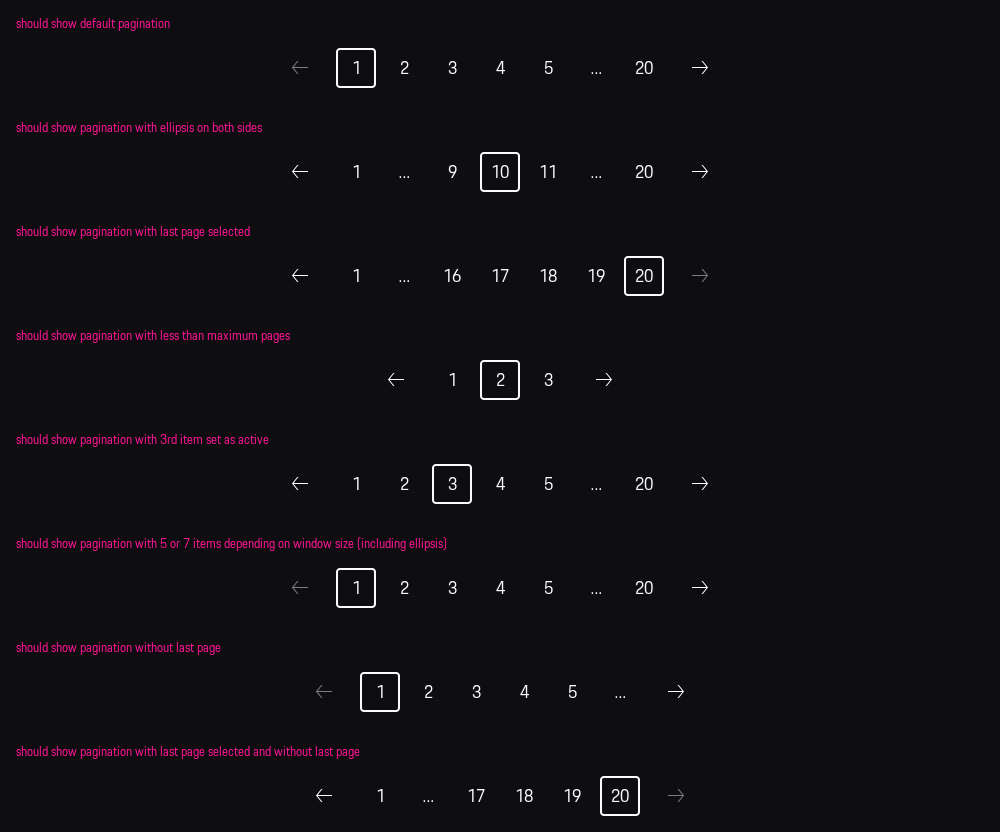 should show default pagination
← 1 2 3 4 5 ... 20 →
should show pagination with ellipsis on both sides
← 1 ... 9 10 11 ... 20 →
should show pagination with last page selected
← 1 ... 16 17 18 19 20 →
should show pagination with less than maximum pages
← 1 2 3 →
should show pagination with 3rd item set as active
← 1 2 3 4 5 ... 20 →
should show pagination with 5 or 7 items depending on window size (including ellipsis)
← 1 2 3 4 5 ... 20 →
should show pagination without last page
← 1 2 3 4 5 ... →
should show pagination with last page selected and without last page
← 1 ... 17 18 19 20 →